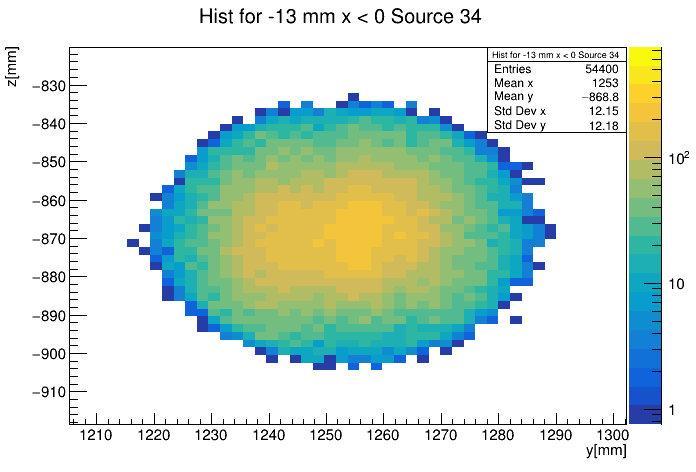 Hist for -13 mm x < 0 Source 34
z[mm]
Hist for -13 mm x < 0 Source 34
Entries 54400
Mean x 1253
Mean y −868.8
Std Dev x 12.15
Std Dev y 12.18
−830
−840
−850
−860
−870
−880
−890
−900
−910
10²
10
1
1210 1220 1230 1240 1250 1260 1270 1280 1290 1300
y[mm]